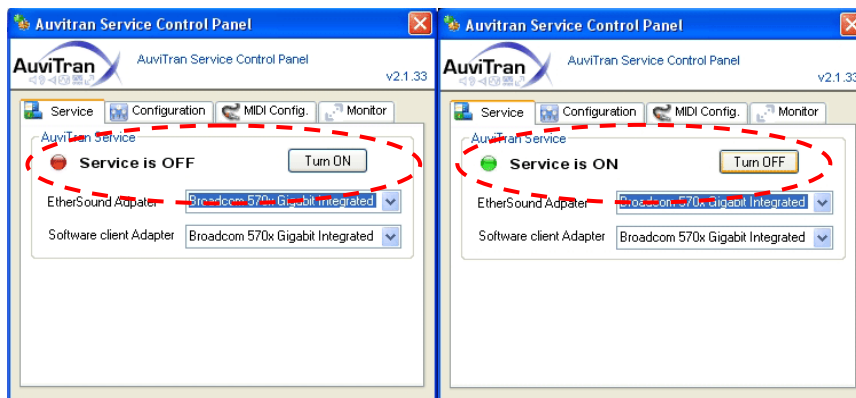 Auvitran Service Control Panel
AuviTran
AuviTran Service Control Panel
v2.1.33
Service Configuration MIDI Config. Monitor
AuviTran Service
Service is OFF Turn ON
EtherSound Adpater Broadcom 570x Gigabit Integrated
Software client Adapter Broadcom 570x Gigabit Integrated
Auvitran Service Control Panel
AuviTran
AuviTran Service Control Panel
v2.1.33
Service Configuration MIDI Config. Monitor
AuviTran Service
Service is ON Turn OFF
EtherSound Adpater Broadcom 570x Gigabit Integrated
Software client Adapter Broadcom 570x Gigabit Integrated